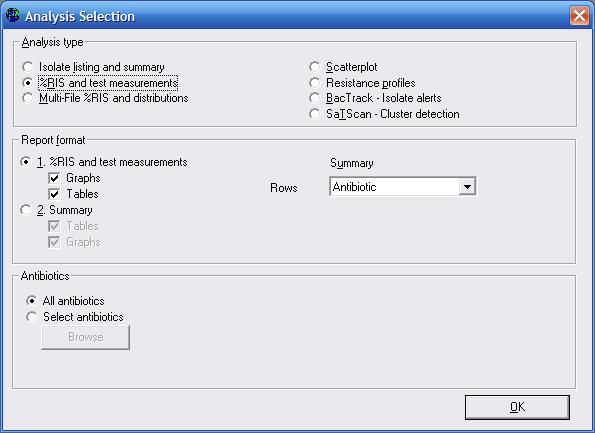 Analysis Selection
Analysis type
Isolate listing and summary
%RIS and test measurements
Multi-File %RIS and distributions
Scatterplot
Resistance profiles
BacTrack - Isolate alerts
SaTScan - Cluster detection
Report format
1. %RIS and test measurements
Graphs
Tables
2. Summary
Tables
Graphs
Summary
Rows
Antibiotic
Antibiotics
All antibiotics
Select antibiotics
Browse
OK